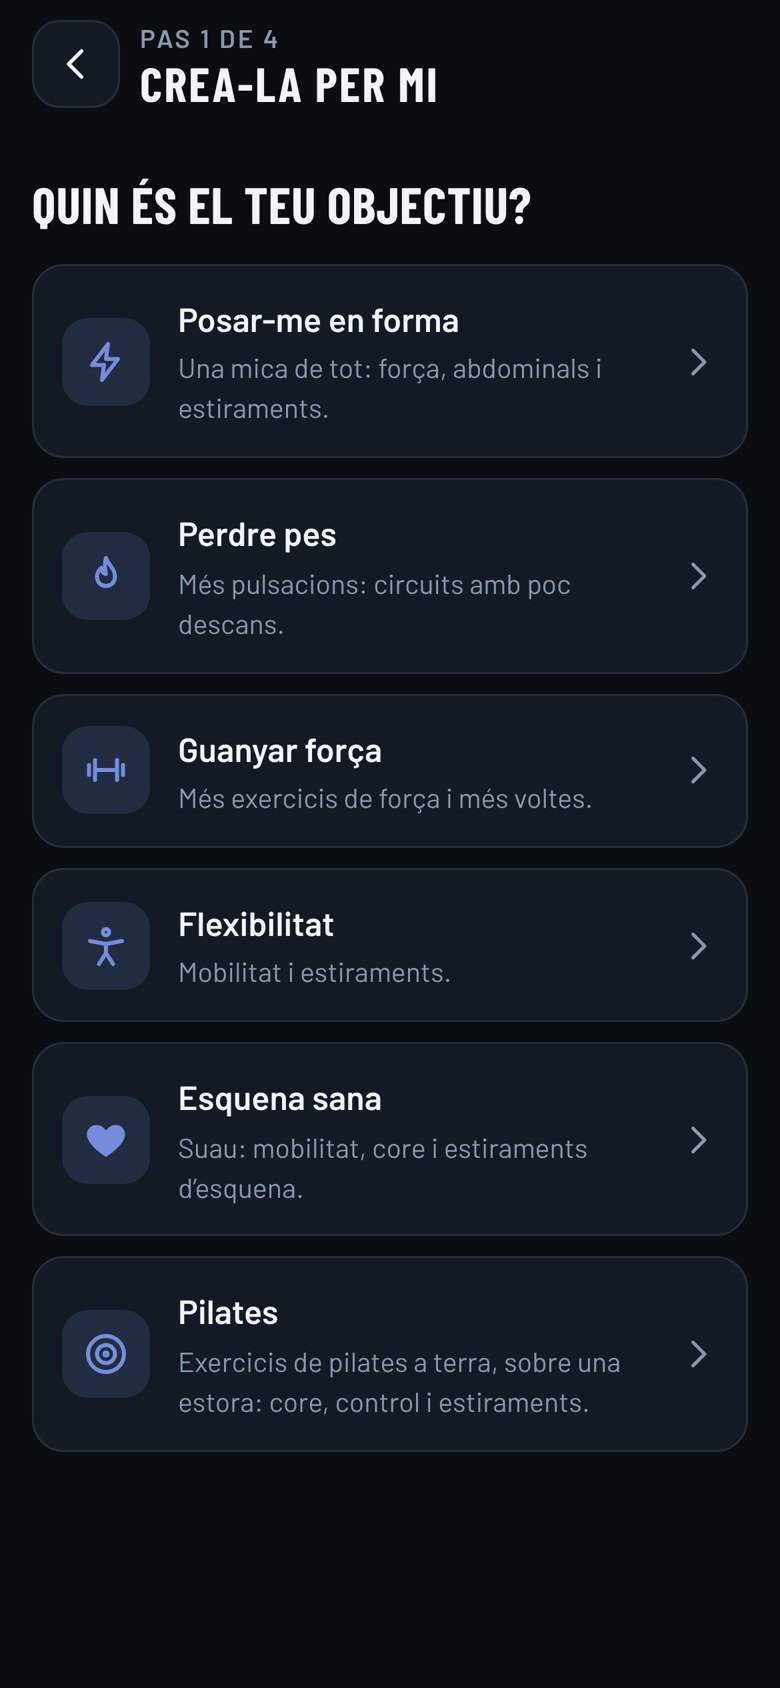 PAS 1 DE 4
CREA-LA PER MI
QUIN ÉS EL TEU OBJECTIU?
Posar-me en forma
Una mica de tot: força, abdominals i
estiraments.
Perdre pes
Més pulsacions: circuits amb poc
descans.
Guanyar força
Més exercicis de força i més voltes.
Flexibilitat
Mobilitat i estiraments.
Esquena sana
Suau: mobilitat, core i estiraments
d’esquena.
Pilates
Exercicis de pilates a terra, sobre una
estora: core, control i estiraments.